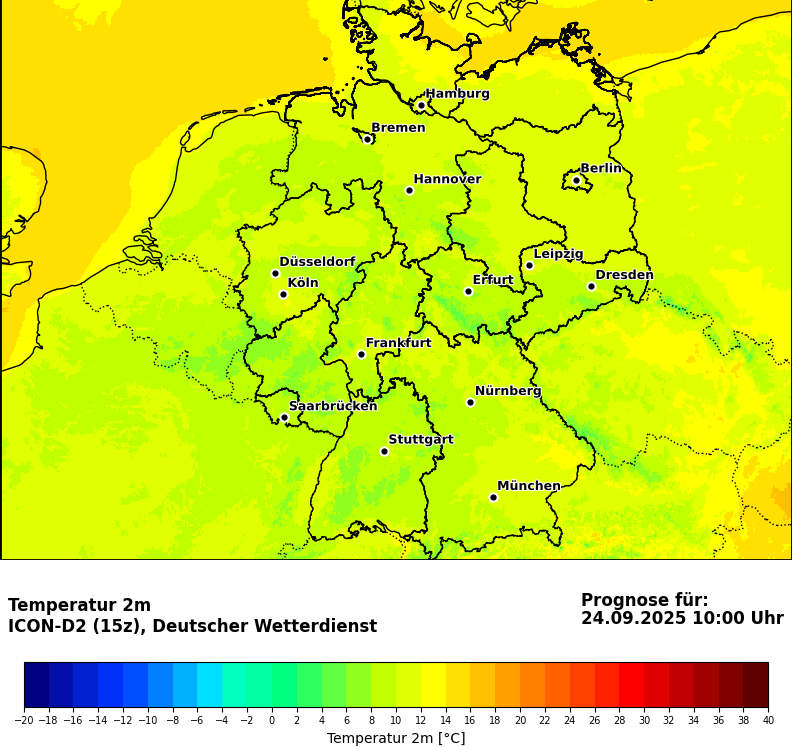 Hamburg
Bremen
Berlin
Hannover
Leipzig
Düsseldorf
Dresden
Köln
Erfurt
Frankfurt
Nürnberg
Saarbrücken
Stuttgart
München
Temperatur 2m
ICON-D2 (15z), Deutscher Wetterdienst
Prognose für:
24.09.2025 10:00 Uhr
−20 −18 −16 −14 −12 −10 −8 −6 −4 −2 0 2 4 6 8 10 12 14 16 18 20 22 24 26 28 30 32 34 36 38 40
Temperatur 2m [°C]